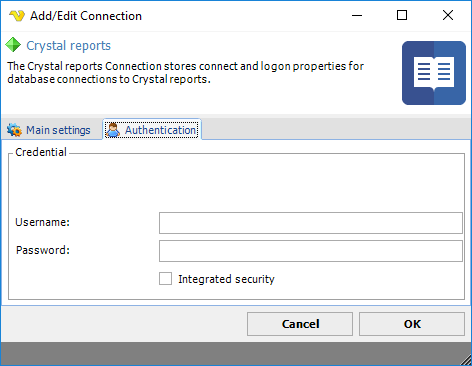 Add/Edit Connection
Crystal reports
The Crystal reports Connection stores connect and logon properties for
database connections to Crystal reports.
Main settings
Authentication
Credential
Username:
Password:
Integrated security
Cancel
OK